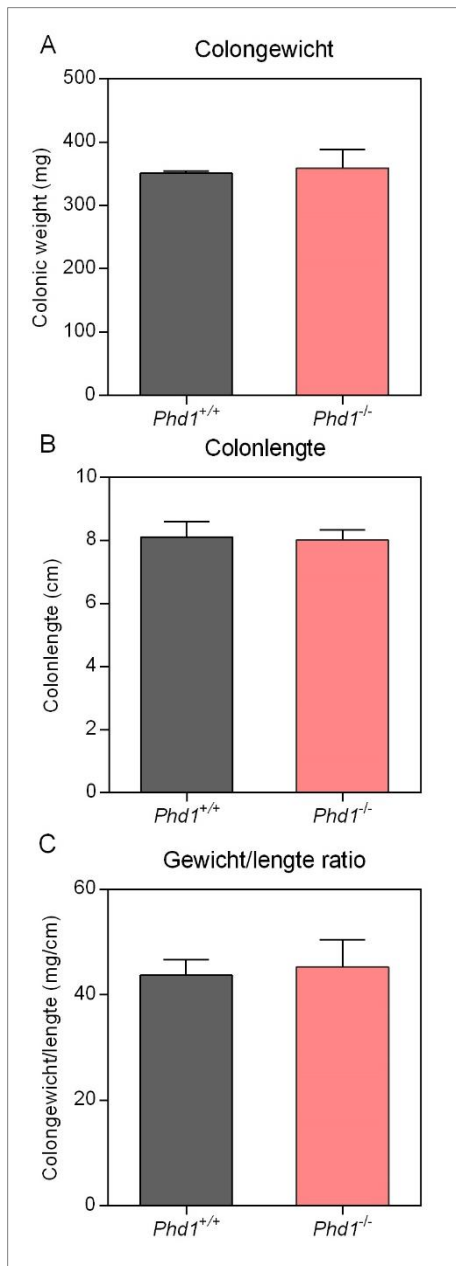 A
Colongewicht
500
400
300
200
100
0
Colonic weight (mg)
Phd1+/+
Phd1-/-
B
Colonlengte
10
8
6
4
2
0
Colonlengte (cm)
Phd1+/+
Phd1-/-
C
Gewicht/lengte ratio
60
40
20
0
Colongewicht/lengte (mg/cm)
Phd1+/+
Phd1-/-